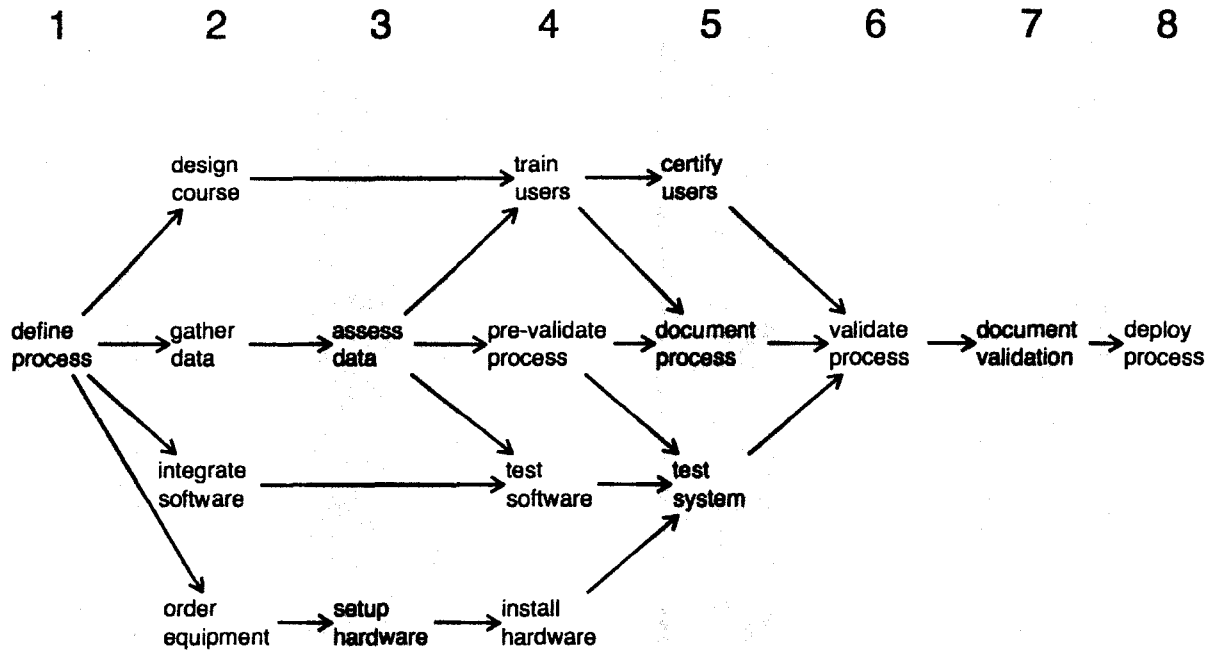 1 2 3 4 5 6 7 8
design
course
train
users
certify
users
define
process
gather
data
assess
data
pre-validate
process
document
process
validate
process
document
validation
deploy
process
integrate
software
test
software
test
system
order
equipment
setup
hardware
install
hardware